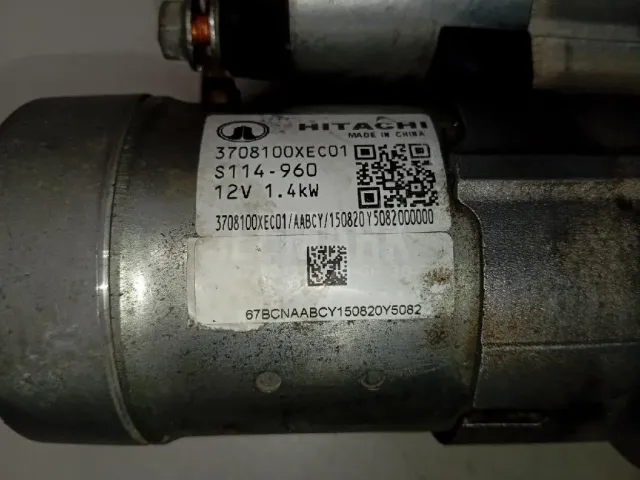 HITACHI
MADE IN CHINA
3708100XEC01
S114-960
12V 1.4kW
3708100XEC01/AABCY/150820Y5082000000
67BCNAABCY150820Y5082